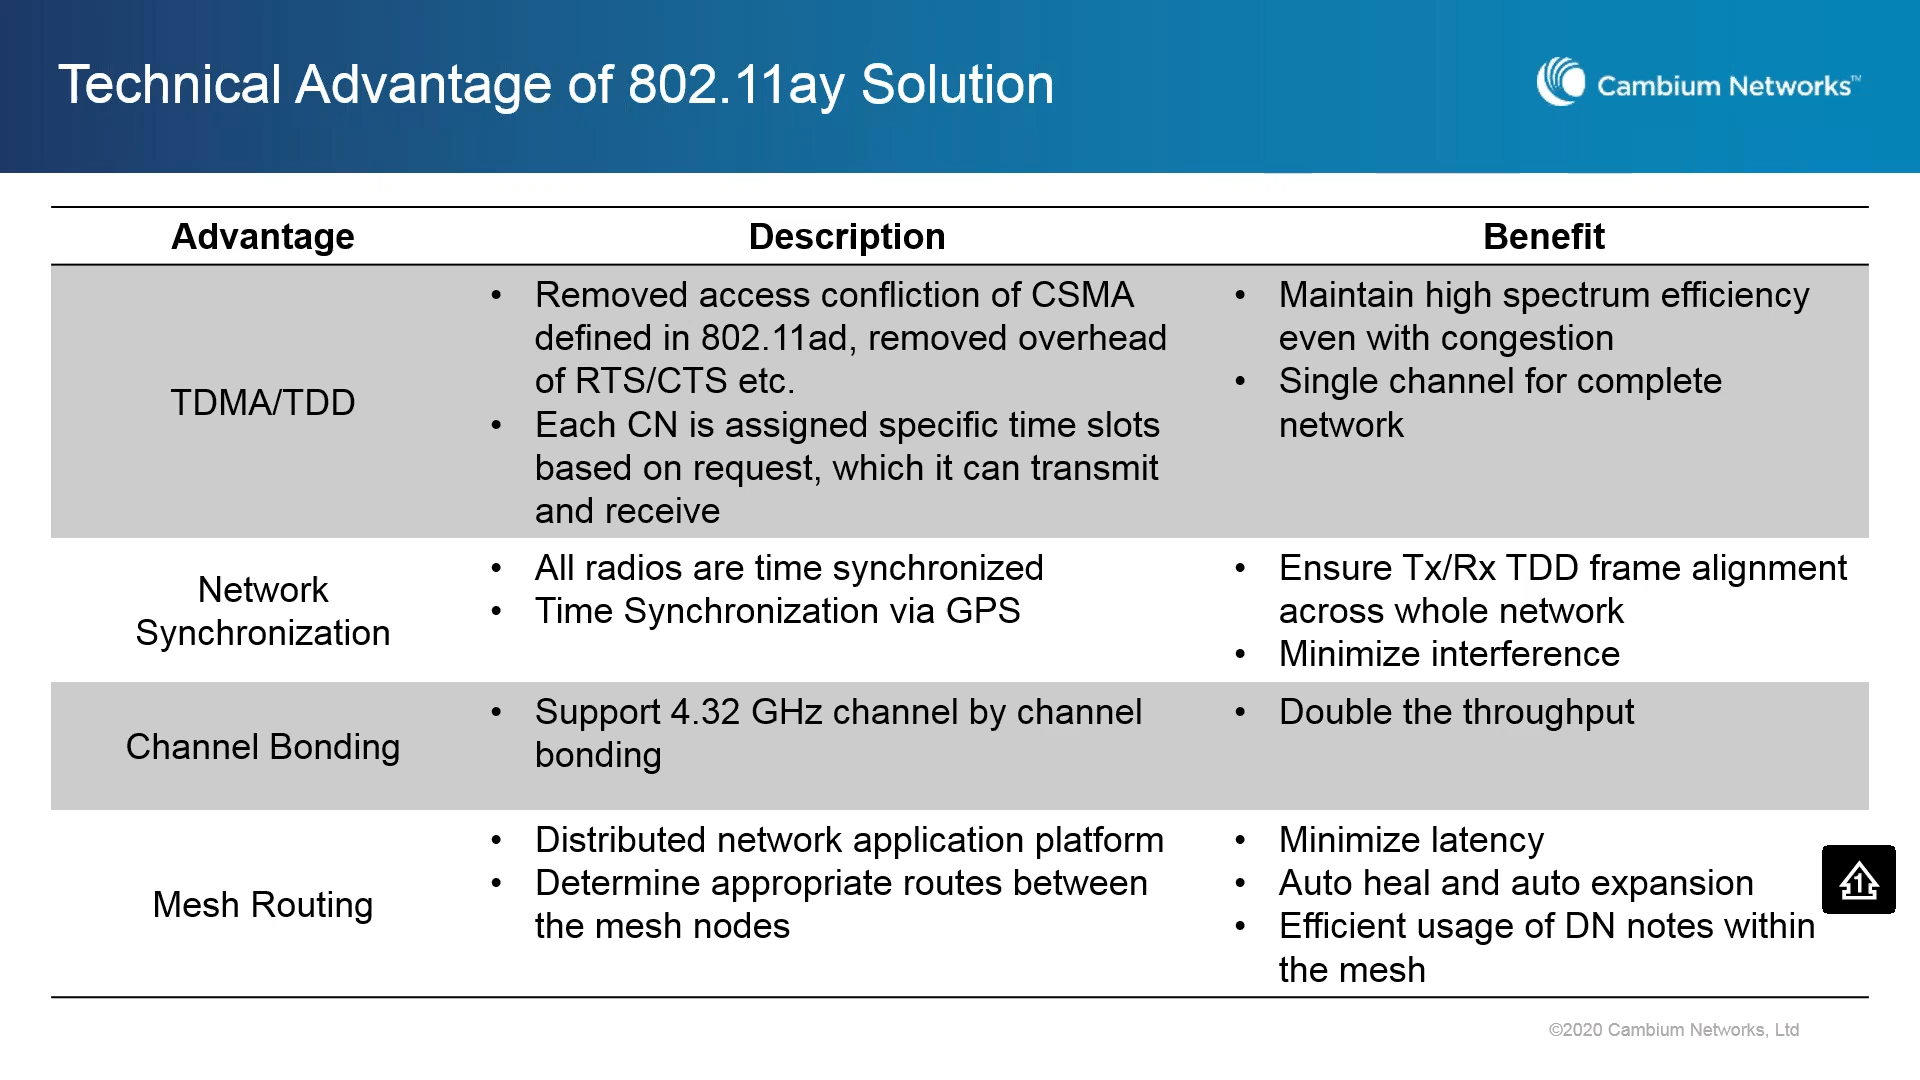 Technical Advantage of 802.11ay Solution
Cambium Networks™
Advantage
Description
Benefit
TDMA/TDD
• Removed access confliction of CSMA
defined in 802.11ad, removed overhead
of RTS/CTS etc.
• Each CN is assigned specific time slots
based on request, which it can transmit
and receive
• Maintain high spectrum efficiency
even with congestion
• Single channel for complete
network
Network
Synchronization
• All radios are time synchronized
• Time Synchronization via GPS
• Ensure Tx/Rx TDD frame alignment
across whole network
• Minimize interference
Channel Bonding
• Support 4.32 GHz channel by channel
bonding
• Double the throughput
Mesh Routing
• Distributed network application platform
• Determine appropriate routes between
the mesh nodes
• Minimize latency
• Auto heal and auto expansion
• Efficient usage of DN notes within
the mesh
1
©2020 Cambium Networks, Ltd